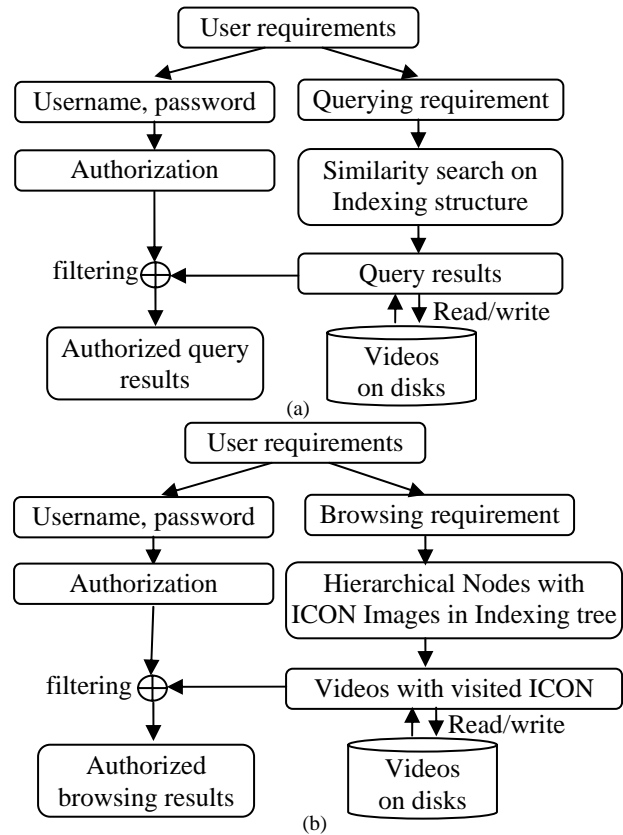 User requirements
Username, password
Querying requirement
Authorization
Similarity search on
Indexing structure
filtering
Query results
Read/write
Authorized query
results
Videos
on disks
(a)
User requirements
Username, password
Browsing requirement
Authorization
Hierarchical Nodes with
ICON Images in Indexing tree
filtering
Videos with visited ICON
Read/write
Authorized
browsing results
Videos
on disks
(b)